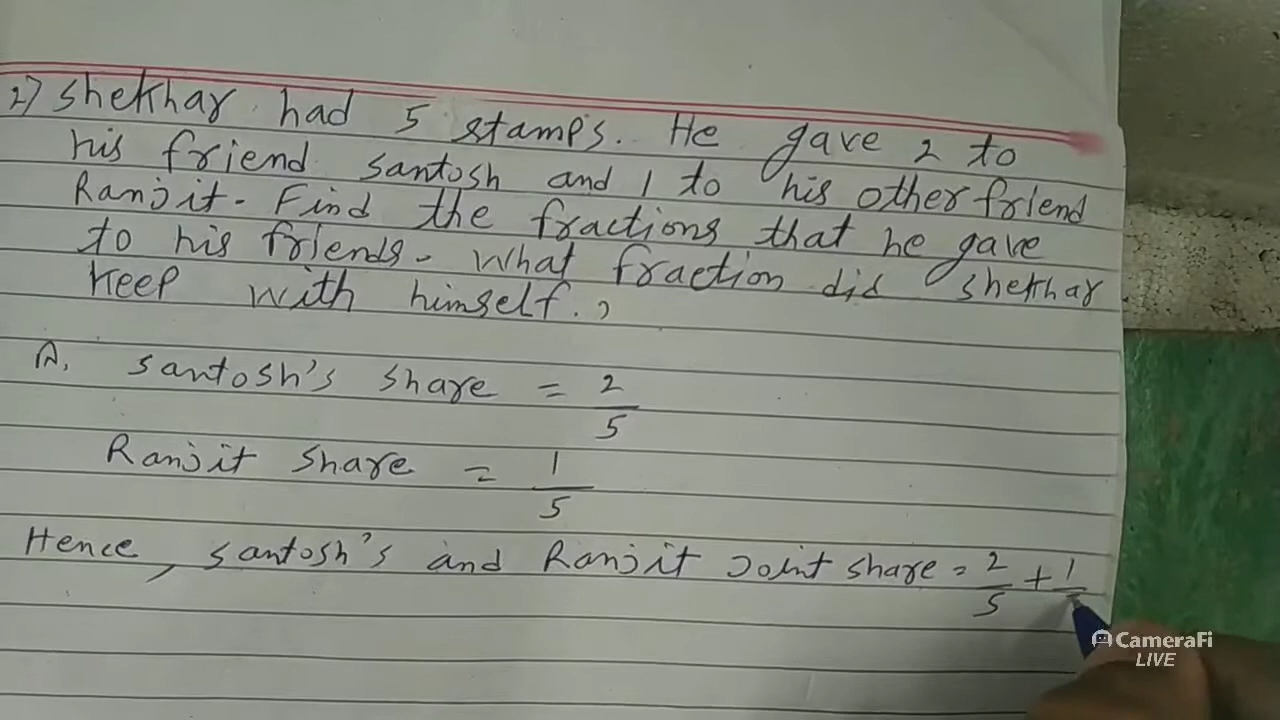 2) Shekhar had 5 stamps. He gave 2 to
his friend santosh and 1 to his other friend
Ranjit. Find the fractions that he gave
to his friends. What fraction did shekhar
keep with himself.?
A. santosh's share = 2/5
Ranjit share = 1/5
Hence, santosh's and Ranjit Joint share = 2/5 + 1
CameraFi
LIVE